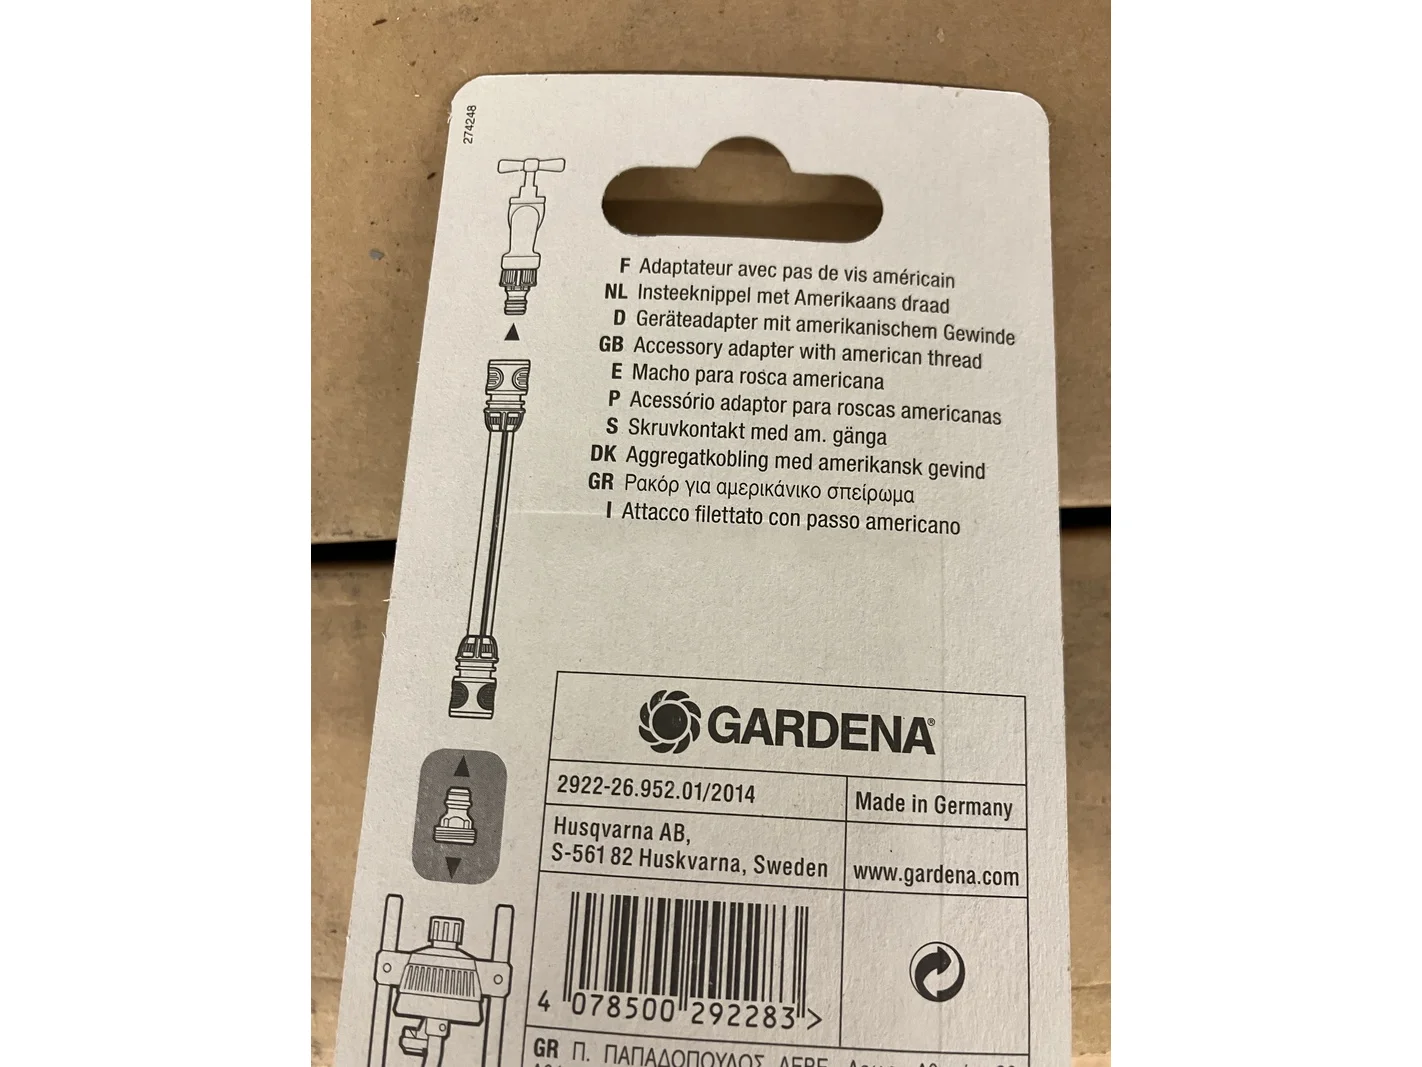 274248
F Adaptateur avec pas de vis américain
NL Insteeknippel met Amerikaans draad
D Geräteadapter mit amerikanischem Gewinde
GB Accessory adapter with american thread
E Macho para rosca americana
P Acessório adaptor para roscas americanas
S Skruvkontakt med am. gänga
DK Aggregatkobling med amerikansk gevind
GR Ρακόρ για αμερικάνικο σπείρωμα
I Attacco filettato con passo americano
GARDENA®
2922-26.952.01/2014
Made in Germany
Husqvarna AB,
S-561 82 Huskvarna, Sweden
www.gardena.com
4 078500 292283 >
GR Π. ΠΑΠΑΔΟΠΟΥΛΟΣ ΑΕΒΕ